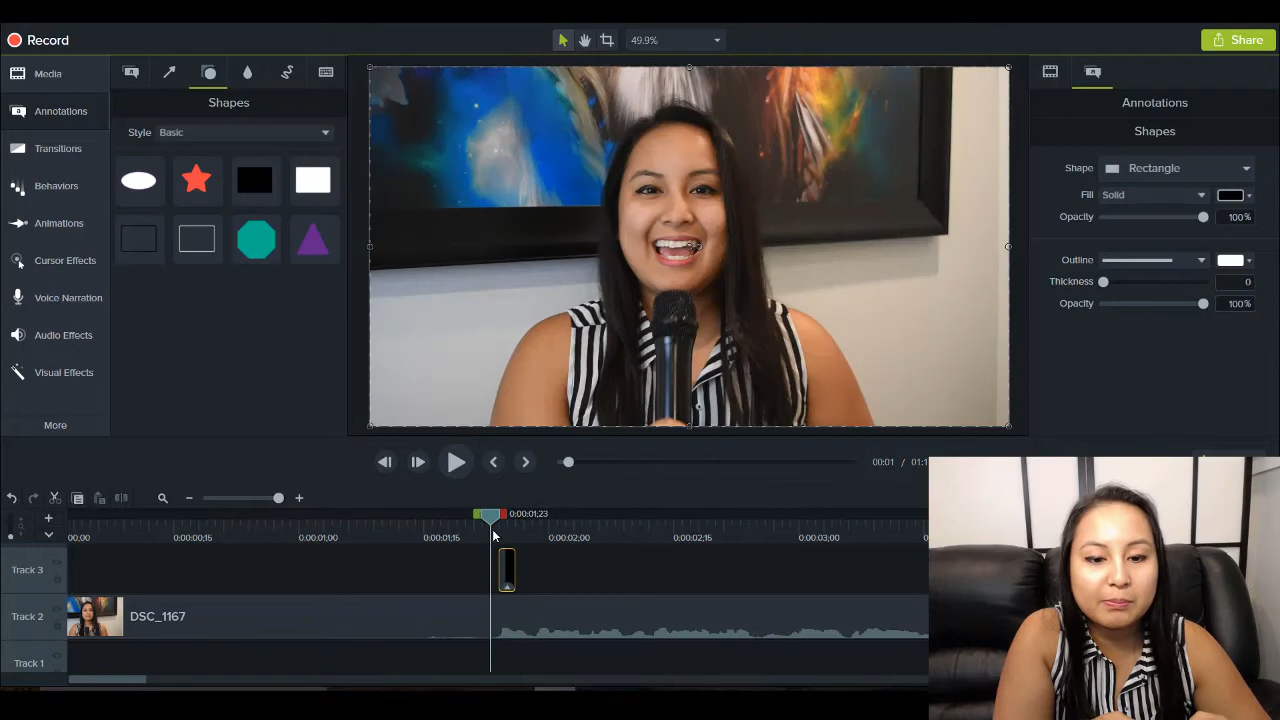 Record
49.9%
Share
Media
Annotations
Transitions
Behaviors
Animations
Cursor Effects
Voice Narration
Audio Effects
Visual Effects
More
Shapes
Style Basic
Annotations
Shapes
Shape Rectangle
Fill Solid
Opacity 100%
Outline
Thickness 0
Opacity 100%
00:00:01 / 01:1
0:00:01;23
00;00 0:00:00;15 0:00:01;00 0:00:01;15 0:00:02;00 0:00:02;15 0:00:03;00
Track 3
Track 2 DSC_1167
Track 1